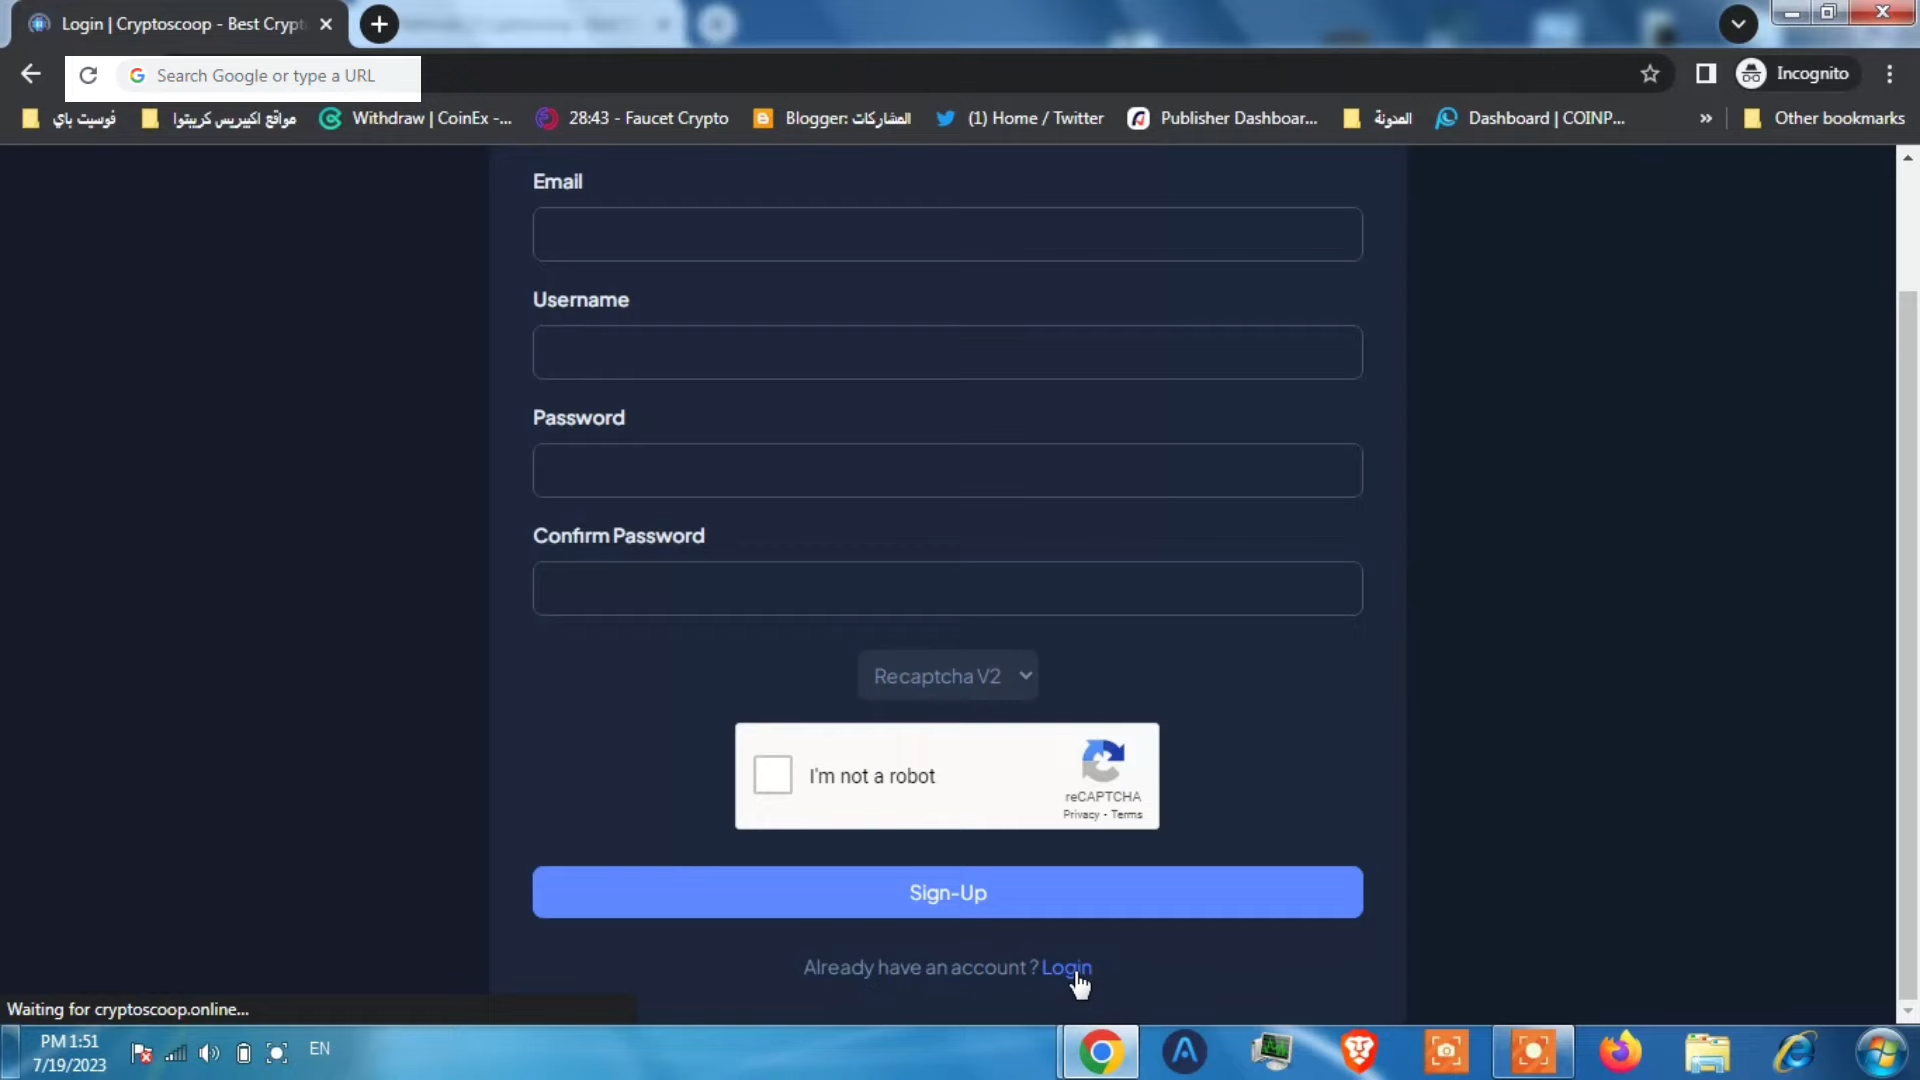 Login | Cryptoscoop - Best Crypt
Search Google or type a URL
Incognito
فوسيت باي
مواقع اكبيريس كريبتوا
Withdraw | CoinEx -...
28:43 - Faucet Crypto
Blogger: المشاركات
(1) Home / Twitter
Publisher Dashboar...
المدونة
Dashboard | COINP...
»
Other bookmarks
Email
Username
Password
Confirm Password
Recaptcha V2
I'm not a robot
reCAPTCHA
Privacy - Terms
Sign-Up
Already have an account ? Login
Waiting for cryptoscoop.online...
PM 1:51
7/19/2023
EN